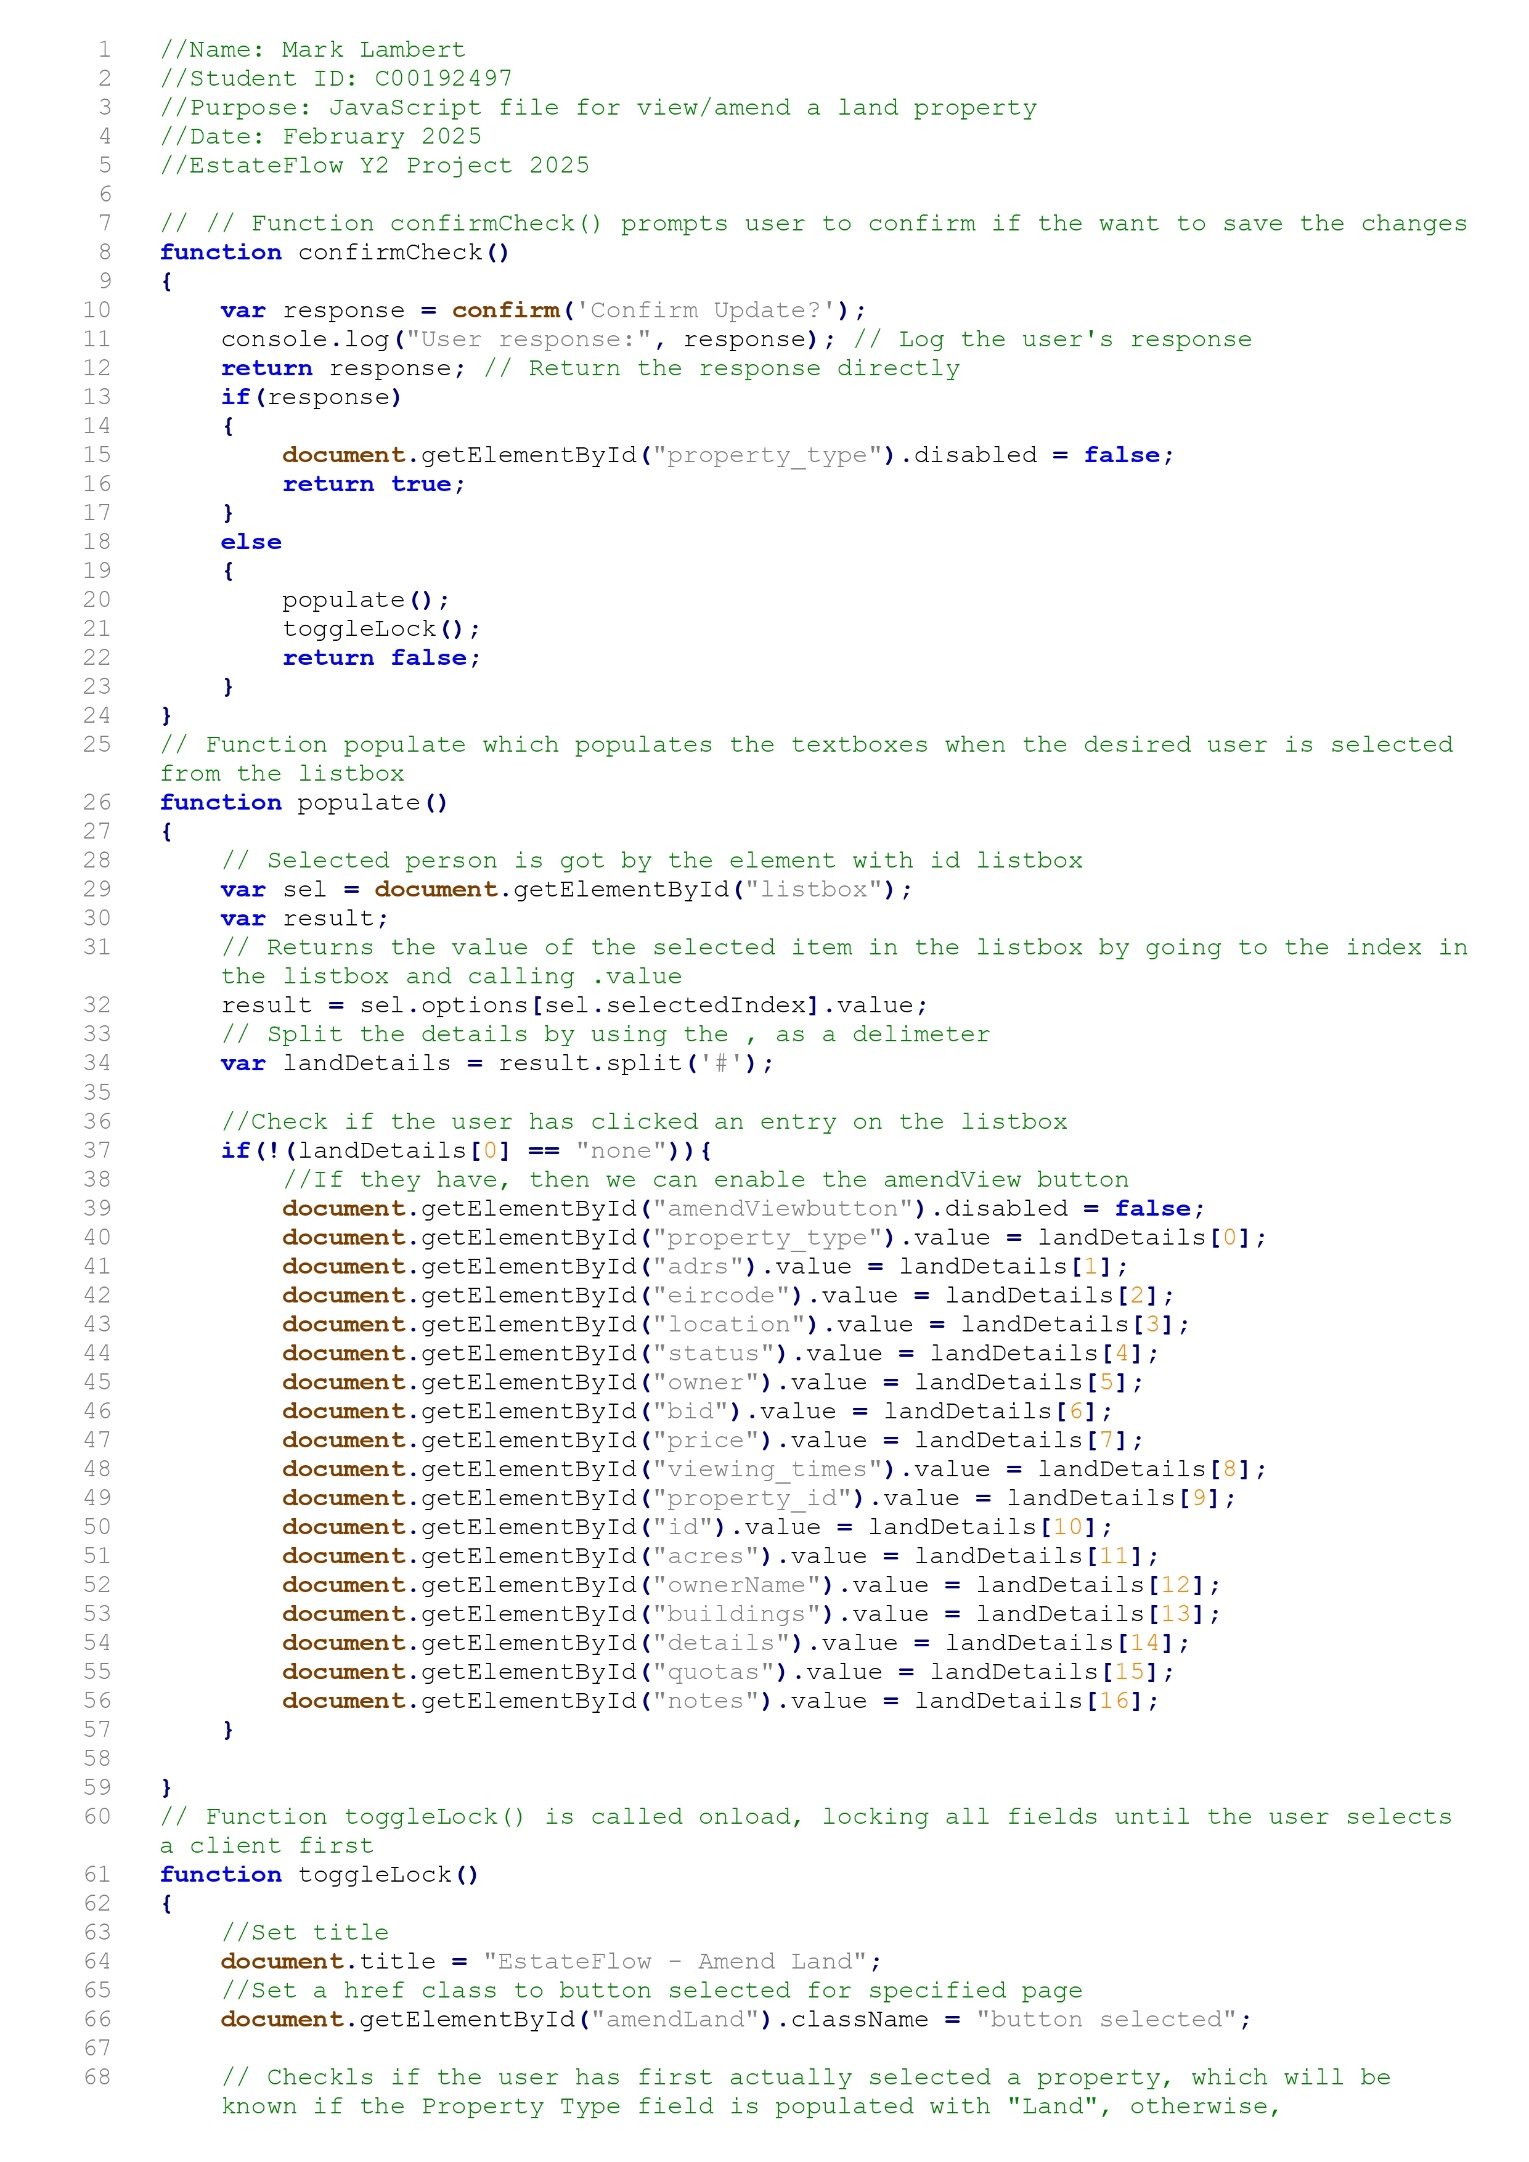 1 //Name: Mark Lambert
2 //Student ID: C00192497
3 //Purpose: JavaScript file for view/amend a land property
4 //Date: February 2025
5 //EstateFlow Y2 Project 2025
6
7 // // Function confirmCheck() prompts user to confirm if the want to save the changes
8 function confirmCheck()
9 {
10     var response = confirm('Confirm Update?');
11     console.log("User response:", response); // Log the user's response
12     return response; // Return the response directly
13     if(response)
14     {
15         document.getElementById("property_type").disabled = false;
16         return true;
17     }
18     else
19     {
20         populate();
21         toggleLock();
22         return false;
23     }
24 }
25 // Function populate which populates the textboxes when the desired user is selected
from the listbox
26 function populate()
27 {
28     // Selected person is got by the element with id listbox
29     var sel = document.getElementById("listbox");
30     var result;
31     // Returns the value of the selected item in the listbox by going to the index in
the listbox and calling .value
32     result = sel.options[sel.selectedIndex].value;
33     // Split the details by using the , as a delimeter
34     var landDetails = result.split('#');
35
36     //Check if the user has clicked an entry on the listbox
37     if(!(landDetails[0] == "none")){
38         //If they have, then we can enable the amendView button
39         document.getElementById("amendViewbutton").disabled = false;
40         document.getElementById("property_type").value = landDetails[0];
41         document.getElementById("adrs").value = landDetails[1];
42         document.getElementById("eircode").value = landDetails[2];
43         document.getElementById("location").value = landDetails[3];
44         document.getElementById("status").value = landDetails[4];
45         document.getElementById("owner").value = landDetails[5];
46         document.getElementById("bid").value = landDetails[6];
47         document.getElementById("price").value = landDetails[7];
48         document.getElementById("viewing_times").value = landDetails[8];
49         document.getElementById("property_id").value = landDetails[9];
50         document.getElementById("id").value = landDetails[10];
51         document.getElementById("acres").value = landDetails[11];
52         document.getElementById("ownerName").value = landDetails[12];
53         document.getElementById("buildings").value = landDetails[13];
54         document.getElementById("details").value = landDetails[14];
55         document.getElementById("quotas").value = landDetails[15];
56         document.getElementById("notes").value = landDetails[16];
57     }
58
59 }
60 // Function toggleLock() is called onload, locking all fields until the user selects
a client first
61 function toggleLock()
62 {
63     //Set title
64     document.title = "EstateFlow - Amend Land";
65     //Set a href class to button selected for specified page
66     document.getElementById("amendLand").className = "button selected";
67
68     // Checkls if the user has first actually selected a property, which will be
known if the Property Type field is populated with "Land", otherwise,